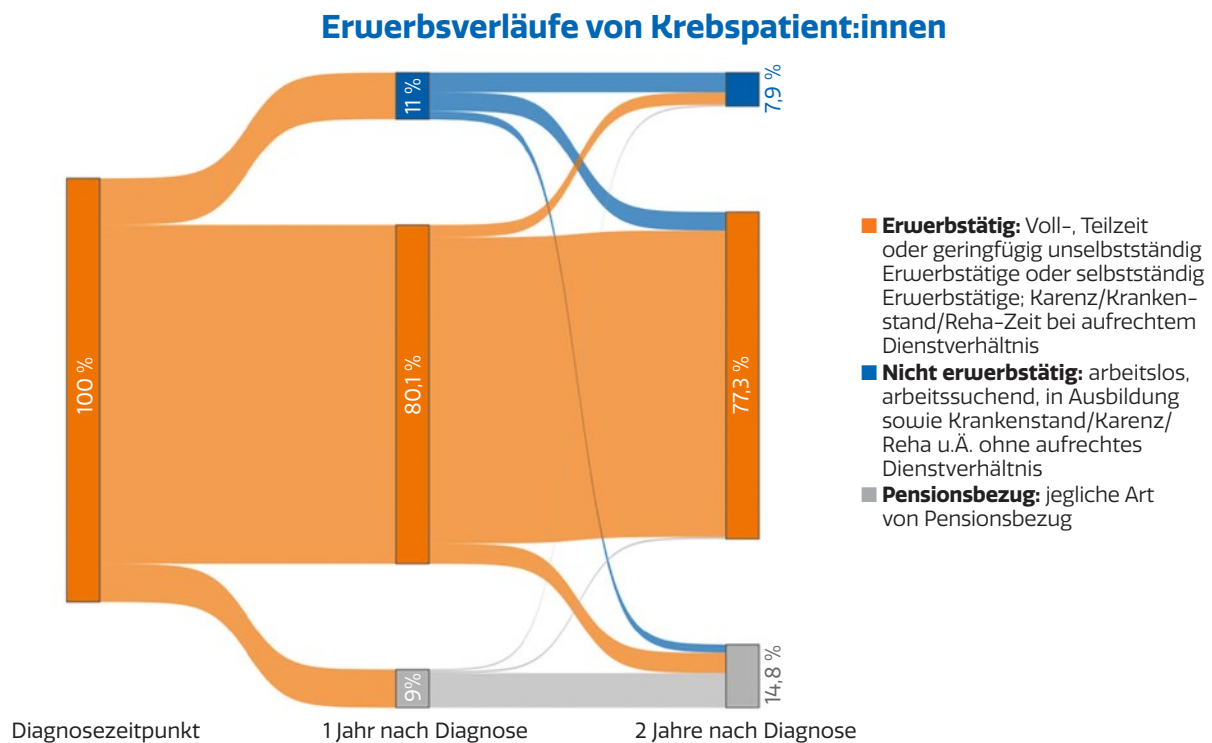 Erwerbsverläufe von Krebspatient:innen
100 %
11 %
80,1 %
9%
7,9 %
77,3 %
14,8 %
Diagnosezeitpunkt
1 Jahr nach Diagnose
2 Jahre nach Diagnose
Erwerbstätig: Voll-, Teilzeit
oder geringfügig unselbstständig
Erwerbstätige oder selbstständig
Erwerbstätige; Karenz/Kranken-
stand/Reha-Zeit bei aufrechtem
Dienstverhältnis
Nicht erwerbstätig: arbeitslos,
arbeitssuchend, in Ausbildung
sowie Krankenstand/Karenz/
Reha u.Ä. ohne aufrechtes
Dienstverhältnis
Pensionsbezug: jegliche Art
von Pensionsbezug